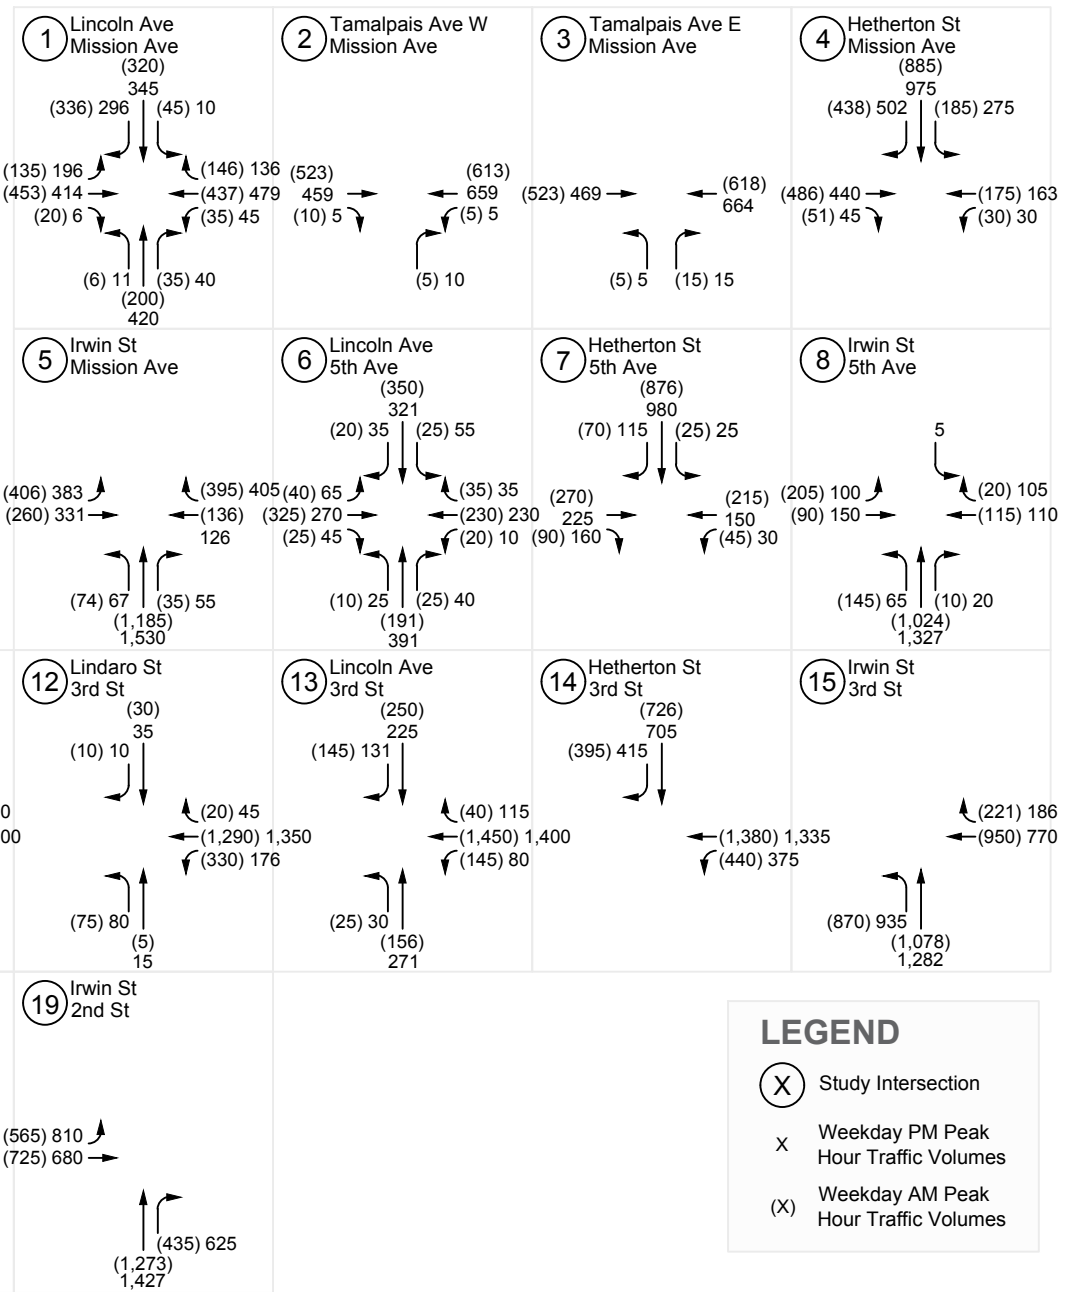 1 Lincoln Ave
Mission Ave
(320)
345
(336) 296 (45) 10
(135) 196 (146) 136
(453) 414 (437) 479
(20) 6 (35) 45
(6) 11 (35) 40
(200)
420
2 Tamalpais Ave W
Mission Ave
(523) (613)
459 659
(10) 5 (5) 5
(5) 10
3 Tamalpais Ave E
Mission Ave
(523) 469 (618)
664
(5) 5 (15) 15
4 Hetherton St
Mission Ave
(885)
975
(438) 502 (185) 275
(486) 440 (175) 163
(51) 45 (30) 30
5 Irwin St
Mission Ave
(406) 383 (395) 405
(260) 331 (136)
126
(74) 67 (35) 55
(1,185)
1,530
6 Lincoln Ave
5th Ave
(350)
321
(20) 35 (25) 55
(40) 65 (35) 35
(325) 270 (230) 230
(25) 45 (20) 10
(10) 25 (25) 40
(191)
391
7 Hetherton St
5th Ave
(876)
980
(70) 115 (25) 25
(270) (215)
225 150
(90) 160 (45) 30
8 Irwin St
5th Ave
5
(205) 100 (20) 105
(90) 150 (115) 110
(145) 65 (10) 20
(1,024)
1,327
0
00
12 Lindaro St
3rd St
(30)
35
(10) 10
(20) 45
(1,290) 1,350
(330) 176
(75) 80
(5)
15
13 Lincoln Ave
3rd St
(250)
225
(145) 131
(40) 115
(1,450) 1,400
(145) 80
(25) 30
(156)
271
14 Hetherton St
3rd St
(726)
705
(395) 415
(1,380) 1,335
(440) 375
15 Irwin St
3rd St
(221) 186
(950) 770
(870) 935
(1,078)
1,282
19 Irwin St
2nd St
(565) 810
(725) 680
(435) 625
(1,273)
1,427
LEGEND
X Study Intersection
X Weekday PM Peak
Hour Traffic Volumes
(X) Weekday AM Peak
Hour Traffic Volumes